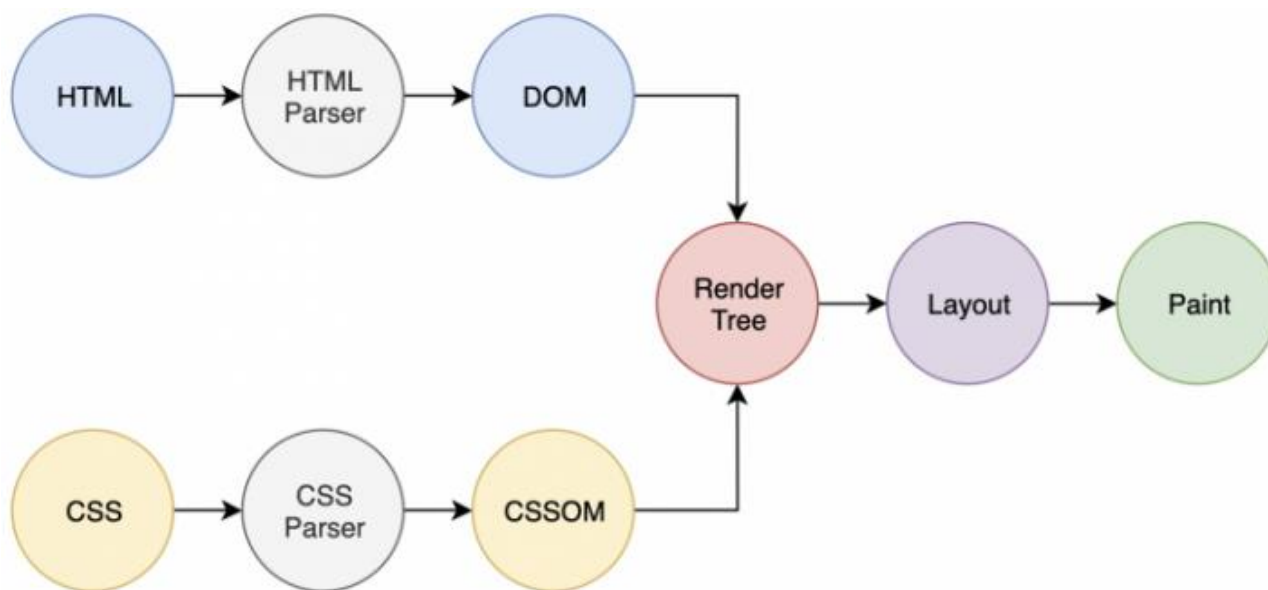 HTML
HTML
Parser
DOM
Render
Tree
Layout
Paint
CSS
CSS
Parser
CSSOM